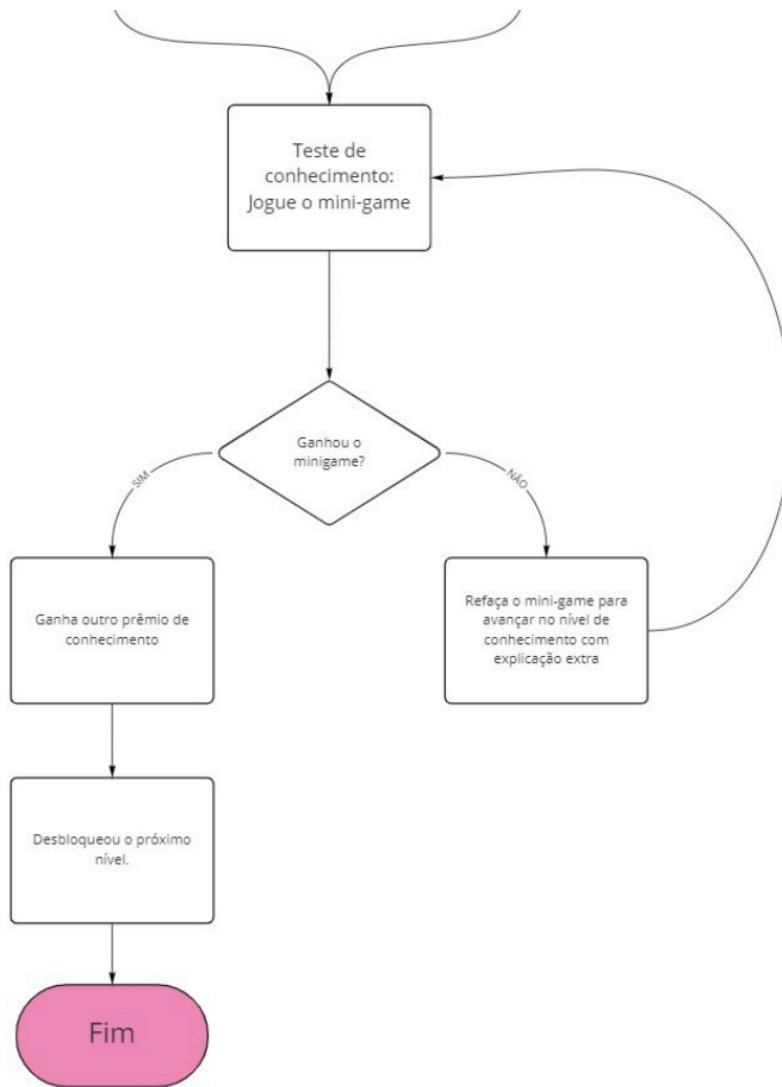 Teste de
conhecimento:
Jogue o mini-game
Ganhou o
minigame?
SIM
NÃO
Ganha outro prêmio de
conhecimento
Refaça o mini-game para
avançar no nível de
conhecimento com
explicação extra
Desbloqueou o próximo
nível.
Fim